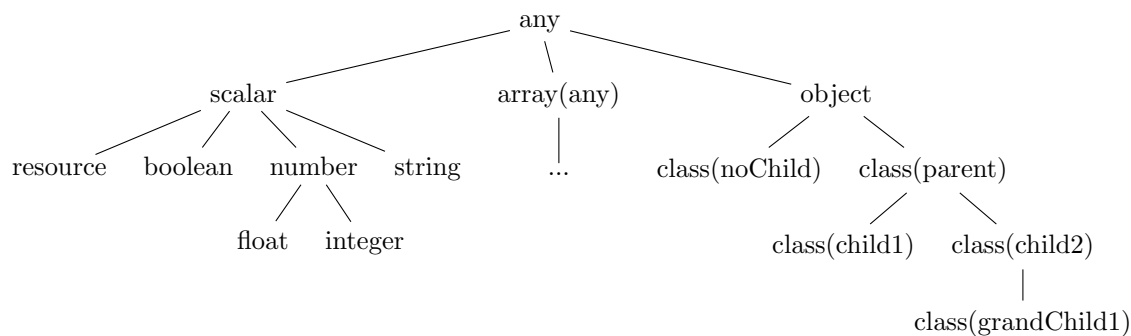 any
scalar array(any) object
resource boolean number string ... class(noChild) class(parent)
float integer class(child1) class(child2)
class(grandChild1)